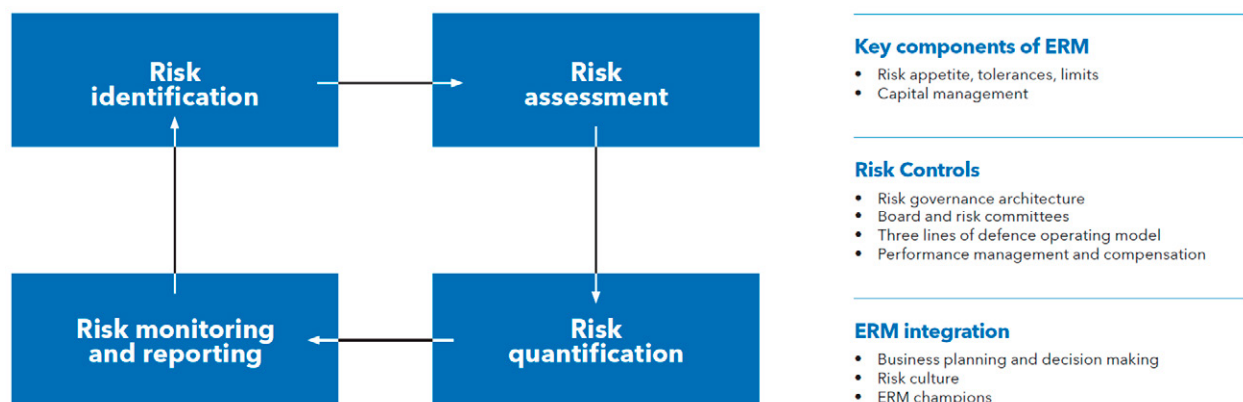 Risk
identification
Risk
assessment
Risk monitoring
and reporting
Risk
quantification
Key components of ERM
• Risk appetite, tolerances, limits
• Capital management
Risk Controls
• Risk governance architecture
• Board and risk committees
• Three lines of defence operating model
• Performance management and compensation
ERM integration
• Business planning and decision making
• Risk culture
• ERM champions